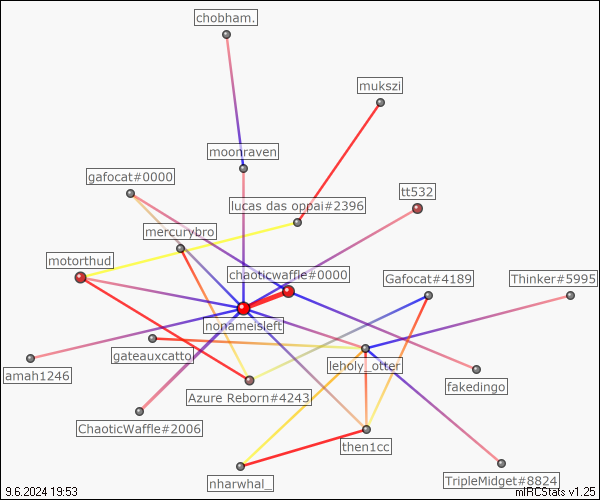 chobham.
mukszi
moonraven
gafocat#0000
tt532
lucas das oppai#2396
mercurybro
motorthud
chaoticwaffle#0000
Gafocat#4189
Thinker#5995
nonameisleft
gateauxcatto
leholy_otter
amah1246
fakedingo
Azure Reborn#4243
ChaoticWaffle#2006
then1cc
nharwhal_
TripleMidget#8824
9.6.2024 19:53
mIRCStats v1.25